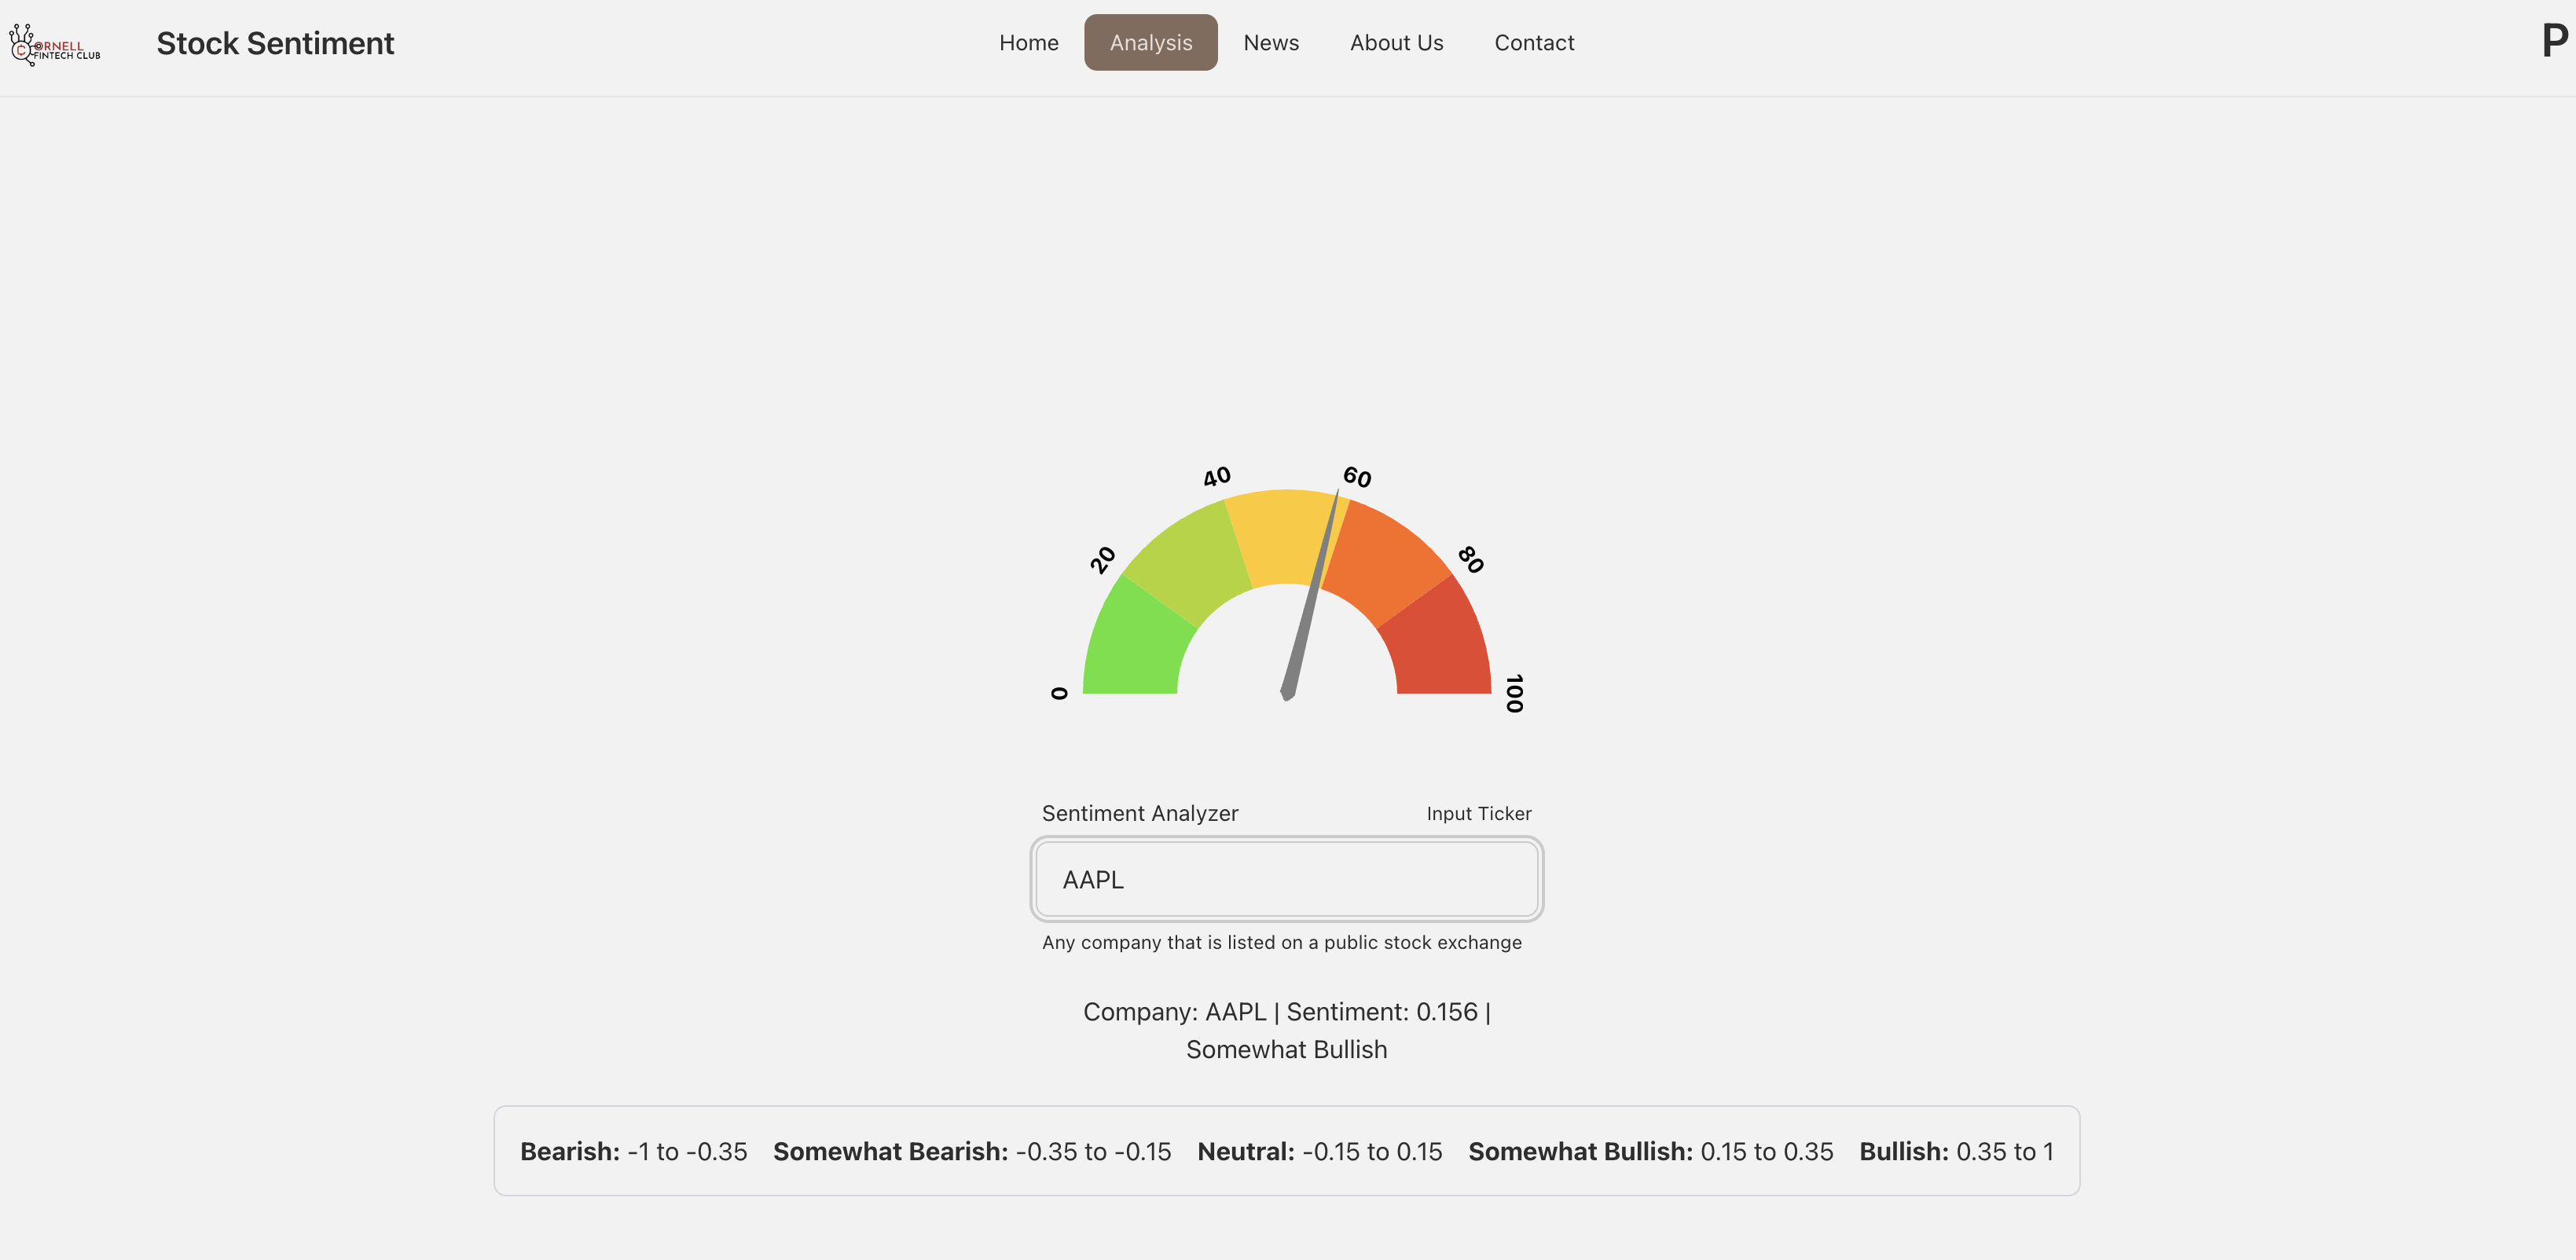 @RNELL
FINTECH CLUB
Stock Sentiment
Home Analysis News About Us Contact
P
0
20
40
60
80
100
Sentiment Analyzer Input Ticker
AAPL
Any company that is listed on a public stock exchange
Company: AAPL | Sentiment: 0.156 |
Somewhat Bullish
Bearish: -1 to -0.35 Somewhat Bearish: -0.35 to -0.15 Neutral: -0.15 to 0.15 Somewhat Bullish: 0.15 to 0.35 Bullish: 0.35 to 1